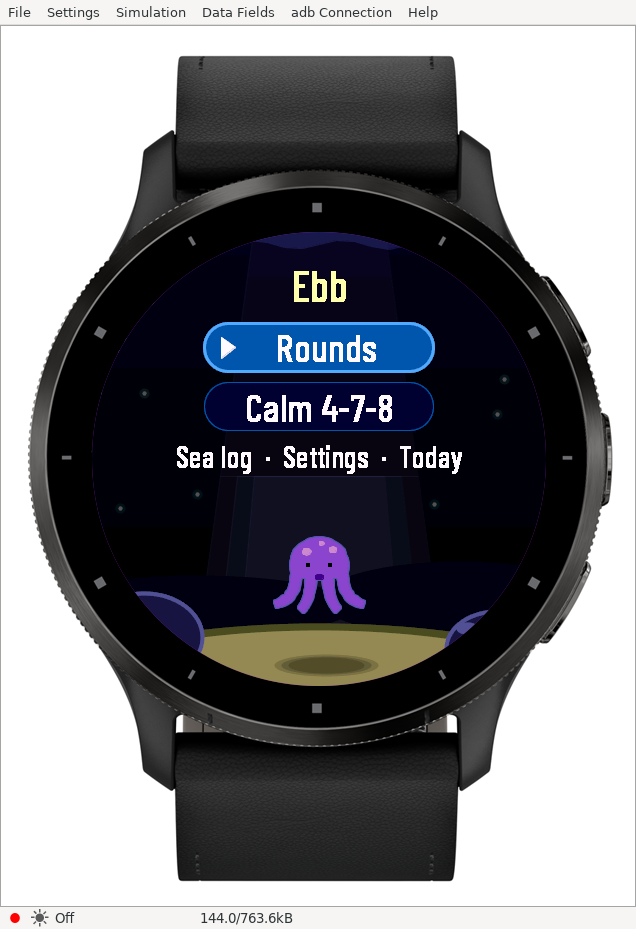 File Settings Simulation Data Fields adb Connection Help
Ebb
Rounds
Calm 4-7-8
Sea log · Settings · Today
Off 144.0/763.6kB